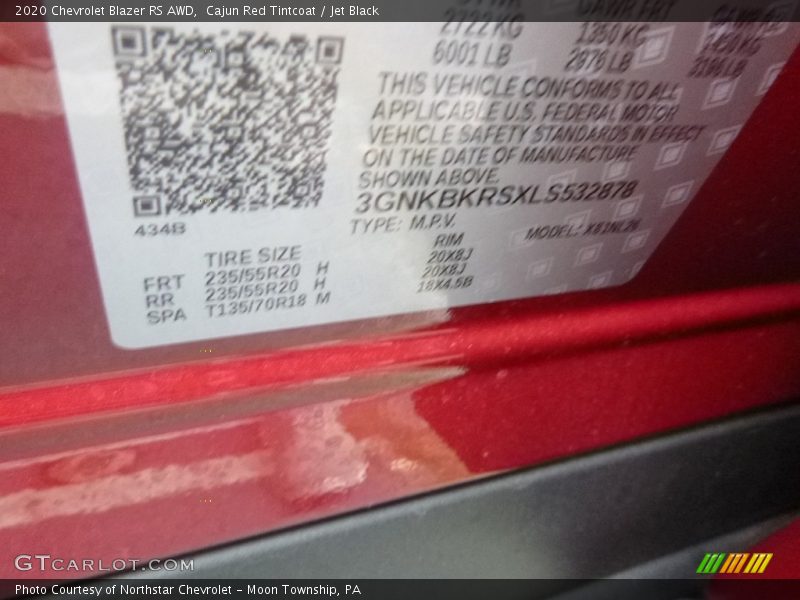 2020 Chevrolet Blazer RS AWD, Cajun Red Tintcoat / Jet Black
2722 KG
6001 LB
1350 KG
2976 LB
THIS VEHICLE CONFORMS TO ALL
APPLICABLE U.S. FEDERAL MOTOR
VEHICLE SAFETY STANDARDS IN EFFECT
ON THE DATE OF MANUFACTURE
SHOWN ABOVE.
3GNKBKRSXLS532878
TYPE: M.P.V. MODEL:
434B
TIRE SIZE RIM
FRT 235/55R20 H 20X8J
RR 235/55R20 H 20X8J
SPA T135/70R18 M 18X4.5B
GTCARLOT.COM
Photo Courtesy of Northstar Chevrolet - Moon Township, PA